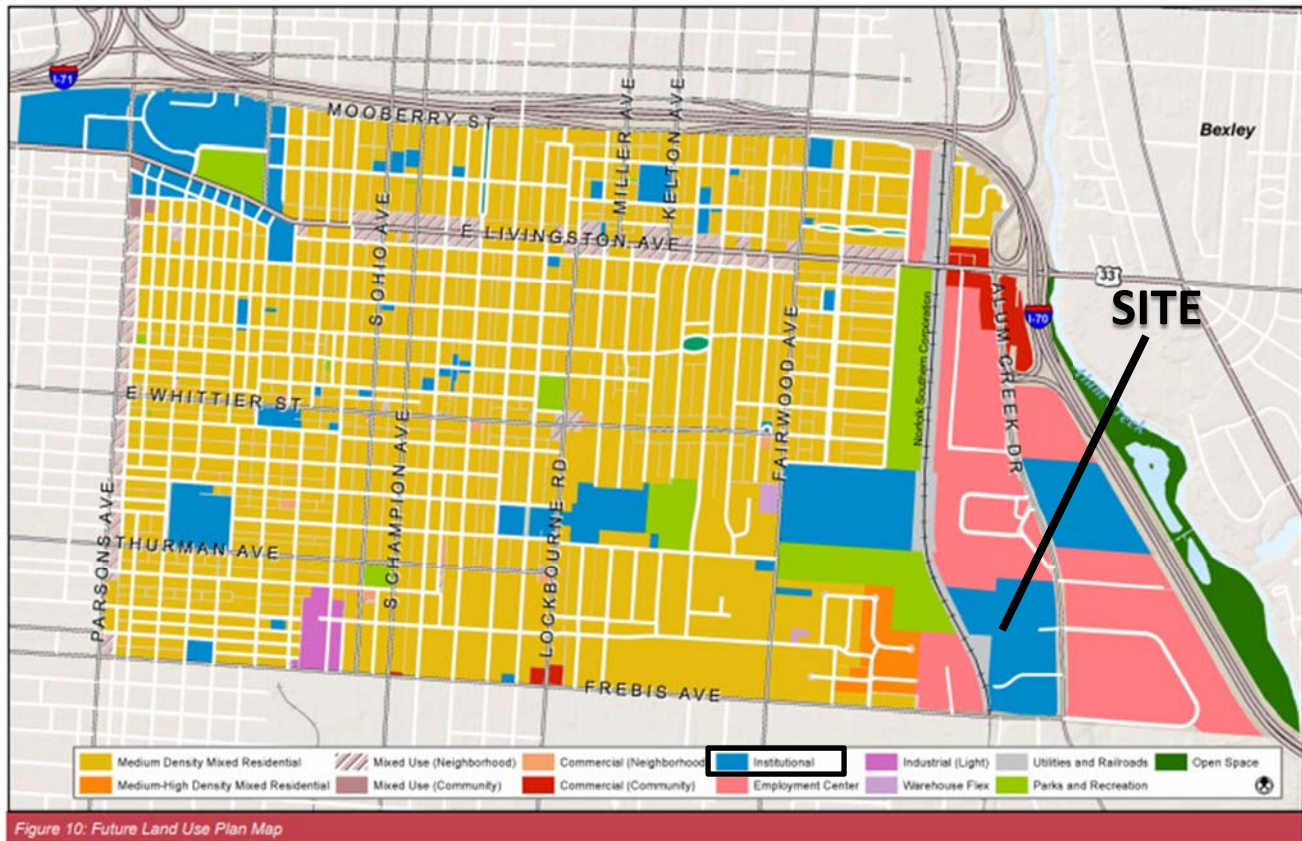 I-71
MOOBERRY ST
MILLER AVE
KELTON AVE
Bexley
S OHIO AVE
E LIVINGSTON AVE
33
SITE
I-70
ALUM CREEK DR
Alum Creek
Norfolk Southern Corporation
FAIRWOOD AVE
E WHITTIER ST
S CHAMPION AVE
LOCKBOURNE RD
PARSONS AVE
THURMAN AVE
FREBIS AVE
Medium Density Mixed Residential
Mixed Use (Neighborhood)
Commercial (Neighborhood
Institutional
Industrial (Light)
Utilities and Railroads
Open Space
Medium-High Density Mixed Residential
Mixed Use (Community)
Commercial (Community)
Employment Center
Warehouse Flex
Parks and Recreation
Figure 10: Future Land Use Plan Map